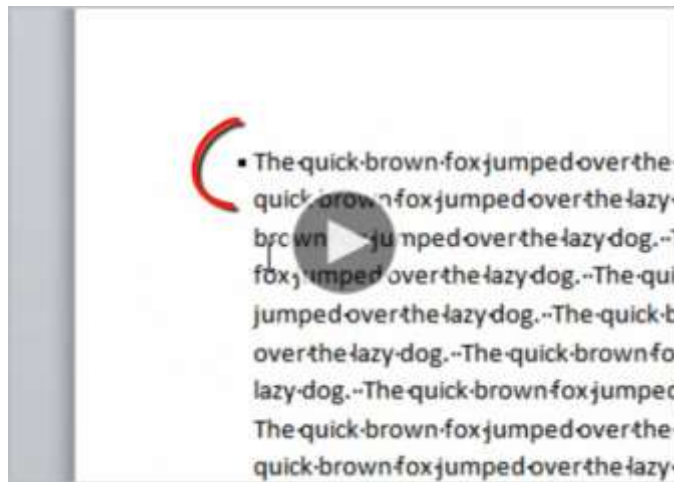 ▪ The·quick·brown·fox·jumped·over·the·
quick·brown·fox·jumped·over·the·lazy·
brown·fox·jumped·over·the·lazy·dog.··T
fox·jumped·over·the·lazy·dog.··The·qui
jumped·over·the·lazy·dog.··The·quick·b
over·the·lazy·dog.··The·quick·brown·fo
lazy·dog.··The·quick·brown·fox·jumped
The·quick·brown·fox·jumped·over·the·
quick·brown·fox·jumped·over·the·lazy·